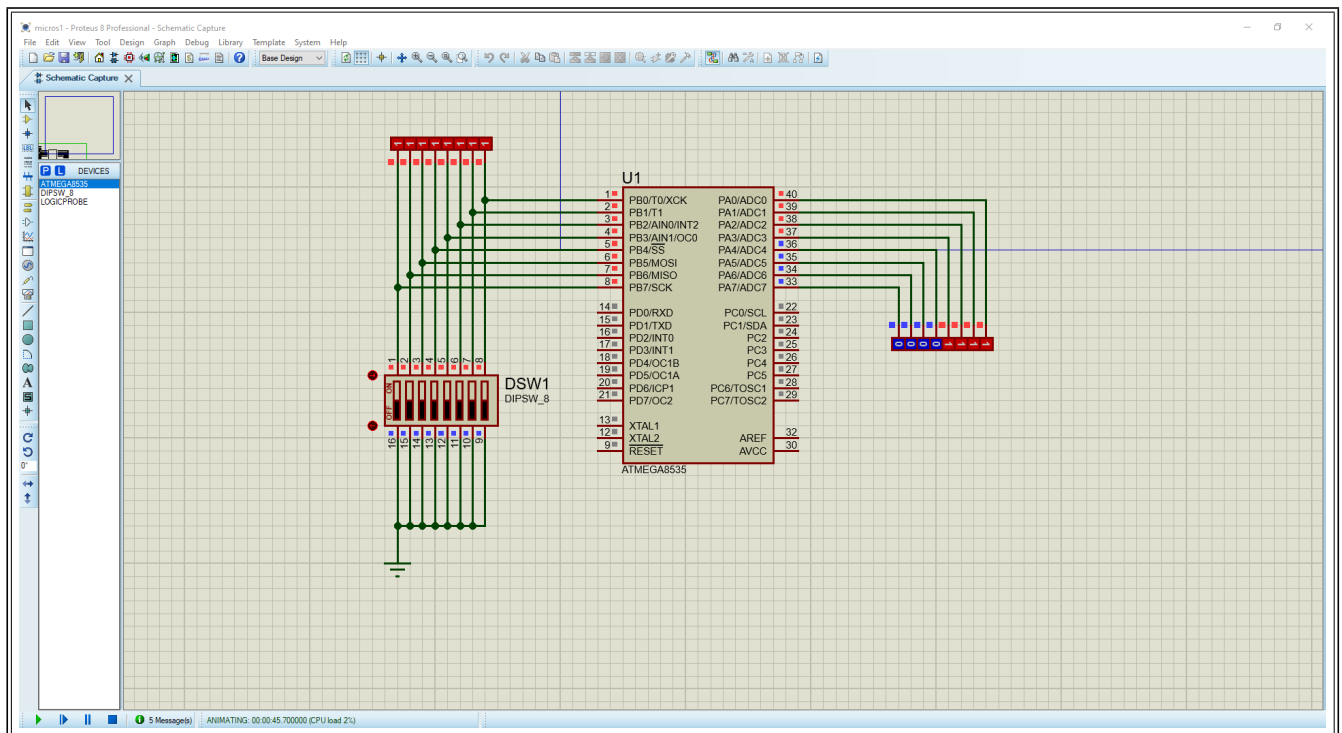 micros1 - Proteus 8 Professional - Schematic Capture
File Edit View Tool Design Graph Debug Library Template System Help
Base Design
Schematic Capture
P L DEVICES
ATMEGA8535
DIPSW_8
LOGICPROBE
LBL
A
S
0°
1 1 1 1 1 1 1 1
U1
1 PB0/T0/XCK PA0/ADC0 40
2 PB1/T1 PA1/ADC1 39
3 PB2/AIN0/INT2 PA2/ADC2 38
4 PB3/AIN1/OC0 PA3/ADC3 37
5 PB4/SS PA4/ADC4 36
6 PB5/MOSI PA5/ADC5 35
7 PB6/MISO PA6/ADC6 34
8 PB7/SCK PA7/ADC7 33
14 PD0/RXD PC0/SCL 22
15 PD1/TXD PC1/SDA 23
16 PD2/INT0 PC2 24
17 PD3/INT1 PC3 25
18 PD4/OC1B PC4 26
19 PD5/OC1A PC5 27
20 PD6/ICP1 PC6/TOSC1 28
21 PD7/OC2 PC7/TOSC2 29
13 XTAL1
12 XTAL2 AREF 32
9 RESET AVCC 30
ATMEGA8535
0 0 0 0 1 1 1 1
1 2 3 4 5 6 7 8
ON
OFF
DSW1
DIPSW_8
16 15 14 13 12 11 10 9
5 Message(s) ANIMATING: 00:00:45.700000 (CPU load 2%)